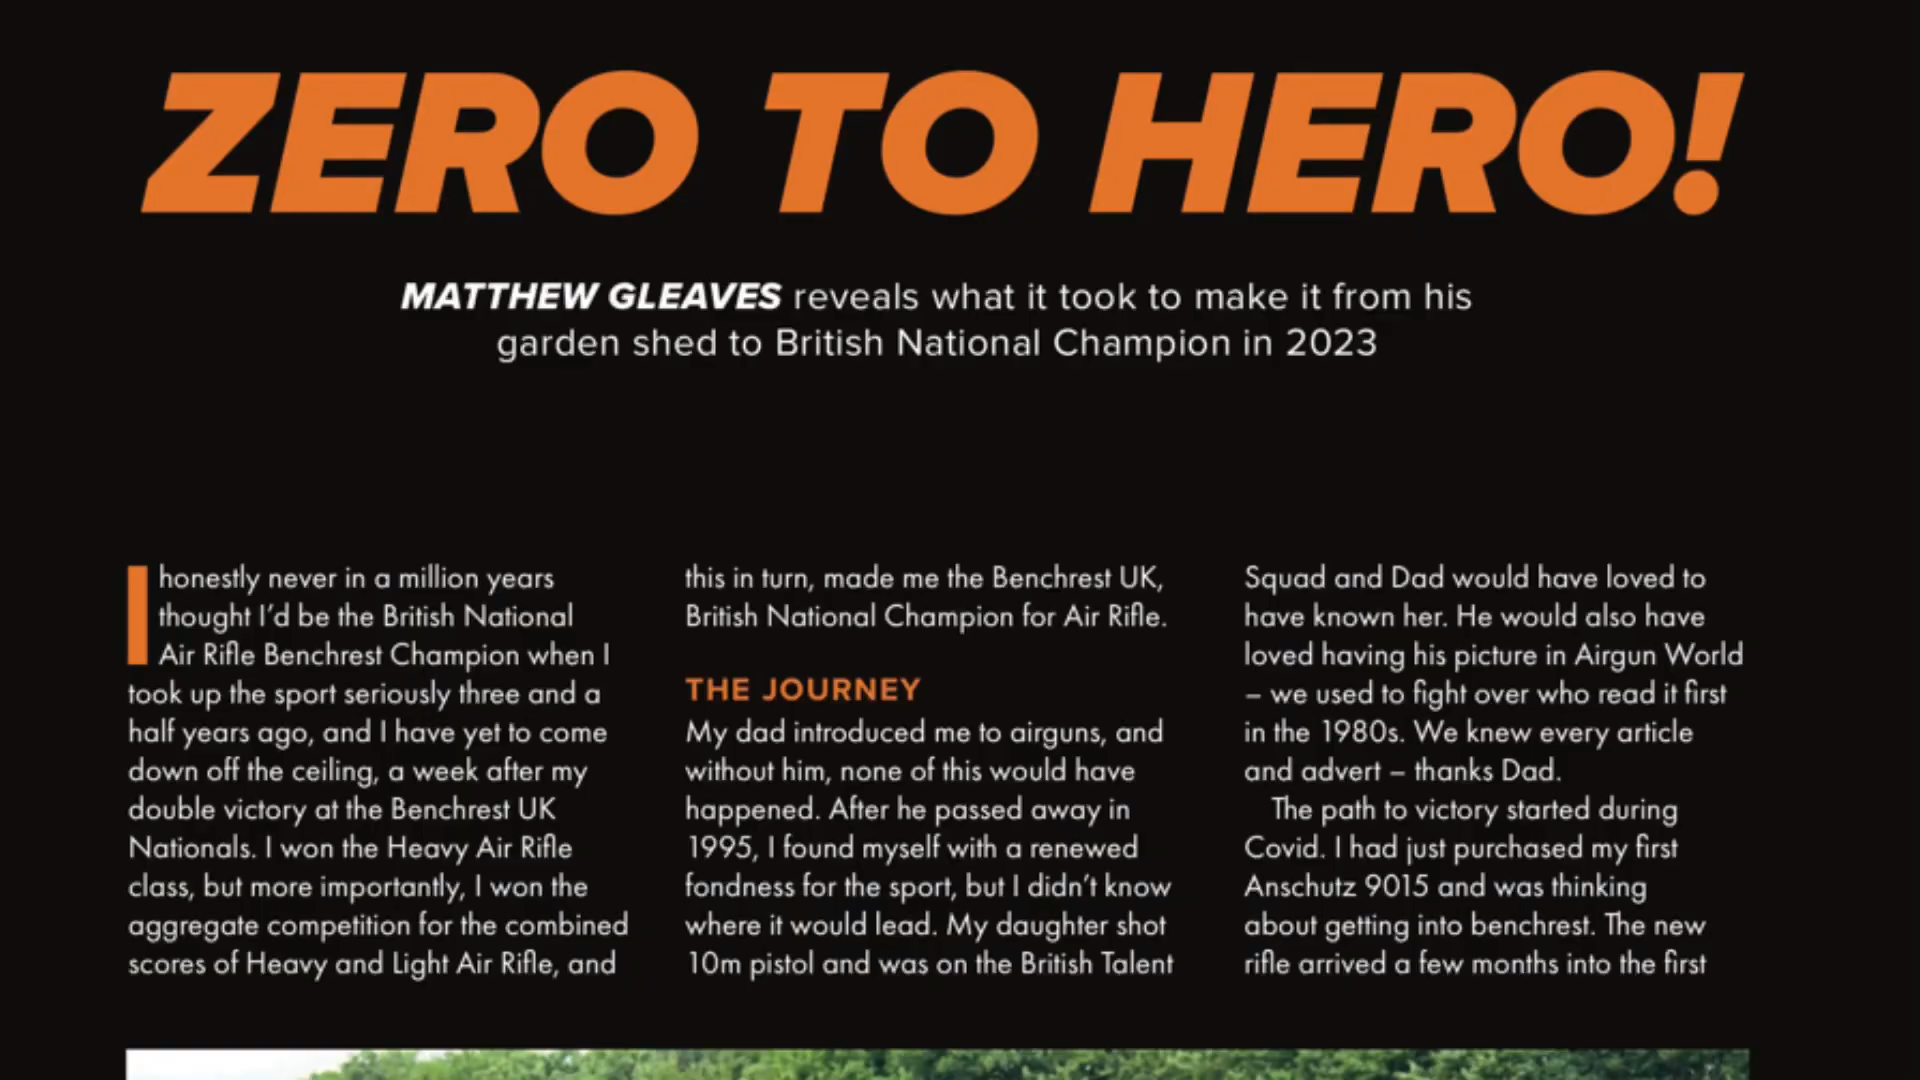 ZERO TO HERO!
MATTHEW GLEAVES reveals what it took to make it from his
garden shed to British National Champion in 2023
I honestly never in a million years
thought I'd be the British National
Air Rifle Benchrest Champion when I
took up the sport seriously three and a
half years ago, and I have yet to come
down off the ceiling, a week after my
double victory at the Benchrest UK
Nationals. I won the Heavy Air Rifle
class, but more importantly, I won the
aggregate competition for the combined
scores of Heavy and Light Air Rifle, and
this in turn, made me the Benchrest UK,
British National Champion for Air Rifle.
THE JOURNEY
My dad introduced me to airguns, and
without him, none of this would have
happened. After he passed away in
1995, I found myself with a renewed
fondness for the sport, but I didn't know
where it would lead. My daughter shot
10m pistol and was on the British Talent
Squad and Dad would have loved to
have known her. He would also have
loved having his picture in Airgun World
– we used to fight over who read it first
in the 1980s. We knew every article
and advert – thanks Dad.
The path to victory started during
Covid. I had just purchased my first
Anschutz 9015 and was thinking
about getting into benchrest. The new
rifle arrived a few months into the first